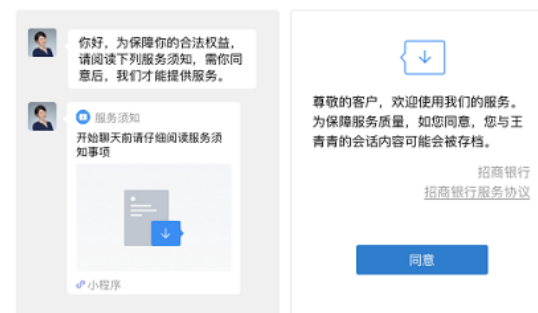 你好，为保障你的合法权益，
请阅读下列服务须知，需你同
意后，我们才能提供服务。
服务须知
开始聊天前请仔细阅读服务须
知事项
小程序
尊敬的客户，欢迎使用我们的服务。
为保障服务质量，如您同意，您与王
青青的会话内容可能会被存档。
招商银行
招商银行服务协议
同意